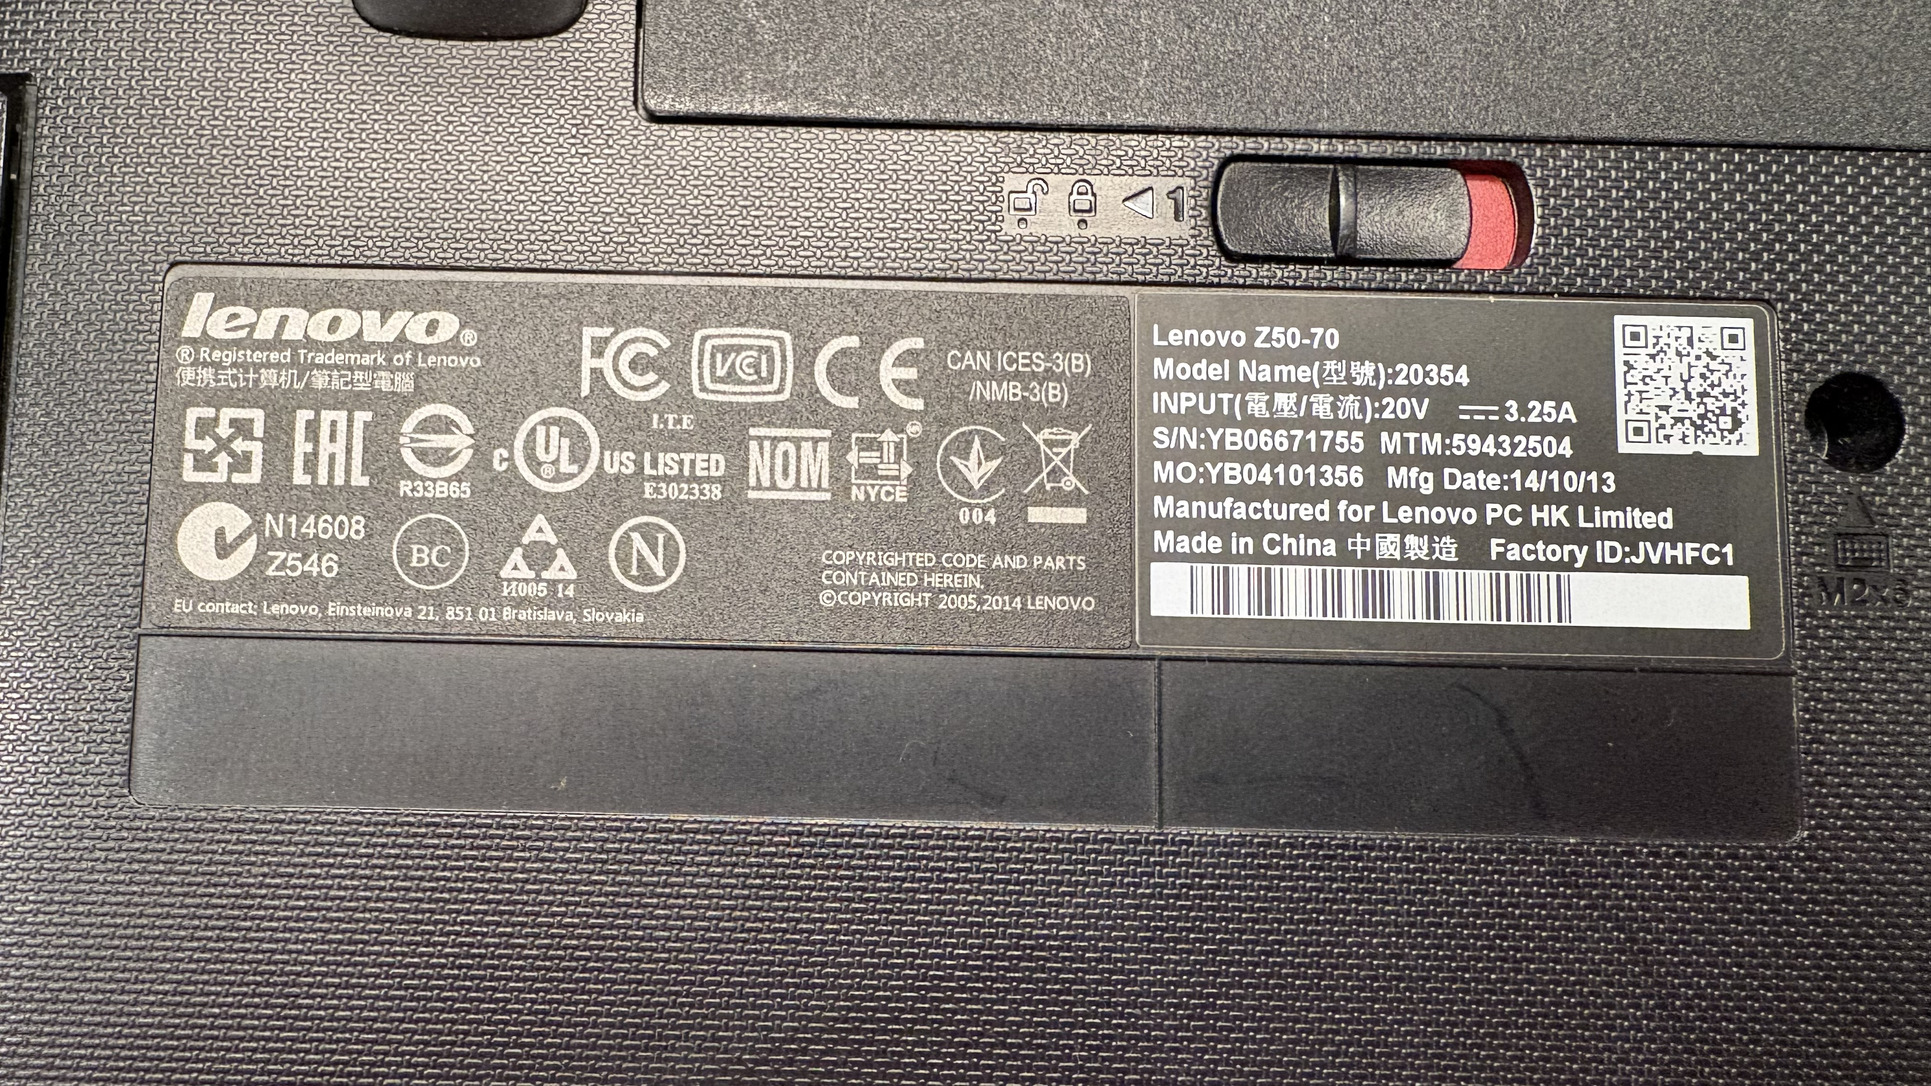 1
lenovo®
® Registered Trademark of Lenovo
便携式计算机/筆記型電腦
FC
VCI
CE
CAN ICES-3(B)
/NMB-3(B)
EAC
R33B65
C UL® US LISTED
I.T.E
E302338
NOM
NYCE
004
N14608
Z546
BC
И005 14
N
COPYRIGHTED CODE AND PARTS
CONTAINED HEREIN.
©COPYRIGHT 2005,2014 LENOVO
EU contact: Lenovo, Einsteinova 21, 851 01 Bratislava, Slovakia
Lenovo Z50-70
Model Name(型號):20354
INPUT(電壓/電流):20V ⎓ 3.25A
S/N:YB06671755 MTM:59432504
MO:YB04101356 Mfg Date:14/10/13
Manufactured for Lenovo PC HK Limited
Made in China 中國製造 Factory ID:JVHFC1